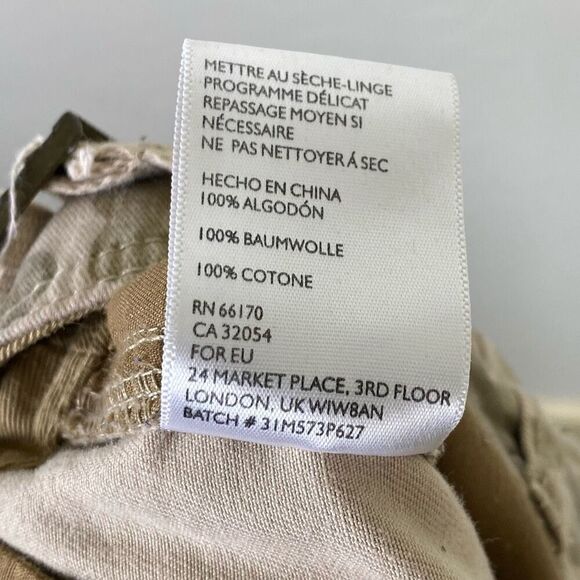 METTRE AU SÈCHE-LINGE
PROGRAMME DÉLICAT
REPASSAGE MOYEN SI
NÉCESSAIRE
NE PAS NETTOYER Á SEC
HECHO EN CHINA
100% ALGODÓN
100% BAUMWOLLE
100% COTONE
RN 66170
CA 32054
FOR EU
24 MARKET PLACE, 3RD FLOOR
LONDON, UK WIW8AN
BATCH # 31M573P627